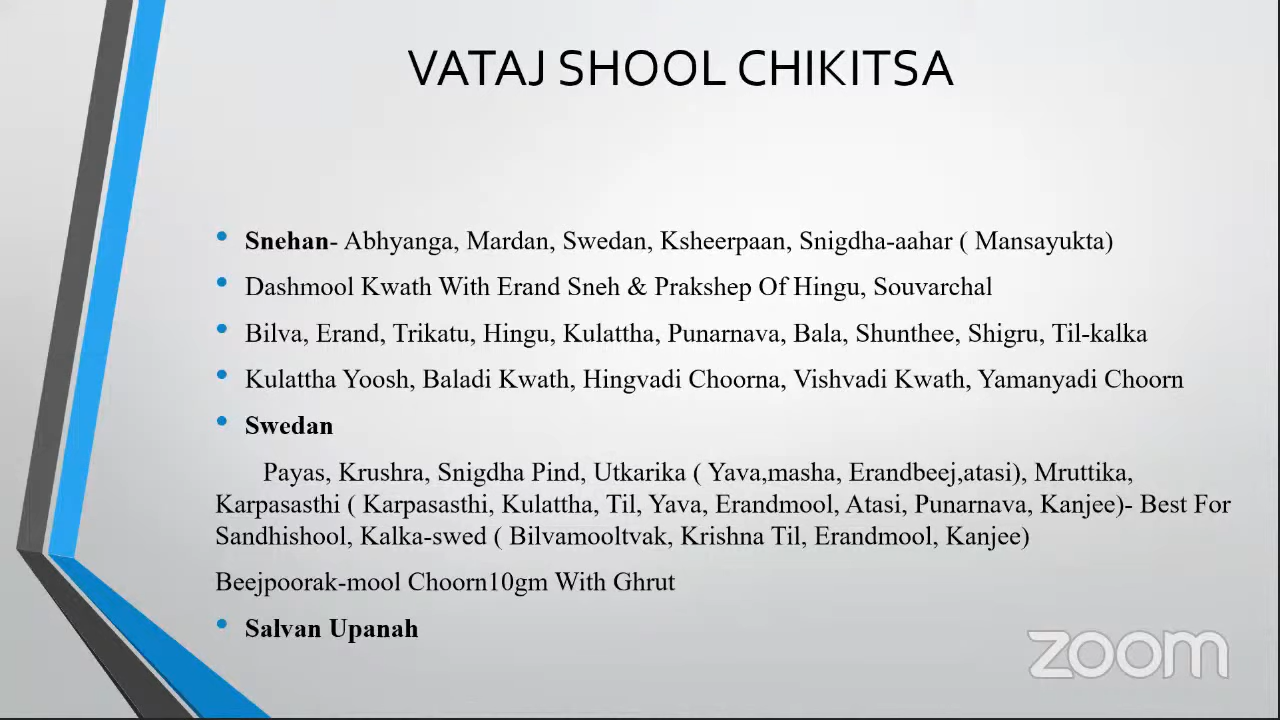 VATAJ SHOOL CHIKITSA
• Snehan- Abhyanga, Mardan, Swedan, Ksheerpaan, Snigdha-aahar ( Mansayukta)
• Dashmool Kwath With Erand Sneh & Prakshep Of Hingu, Souvarchal
• Bilva, Erand, Trikatu, Hingu, Kulattha, Punarnava, Bala, Shunthee, Shigru, Til-kalka
• Kulattha Yoosh, Baladi Kwath, Hingvadi Choorna, Vishvadi Kwath, Yamanyadi Choorn
• Swedan
Payas, Krushra, Snigdha Pind, Utkarika ( Yava,masha, Erandbeej,atasi), Mruttika,
Karpasasthi ( Karpasasthi, Kulattha, Til, Yava, Erandmool, Atasi, Punarnava, Kanjee)- Best For
Sandhishool, Kalka-swed ( Bilvamooltvak, Krishna Til, Erandmool, Kanjee)
Beejpoorak-mool Choorn10gm With Ghrut
• Salvan Upanah
zoom